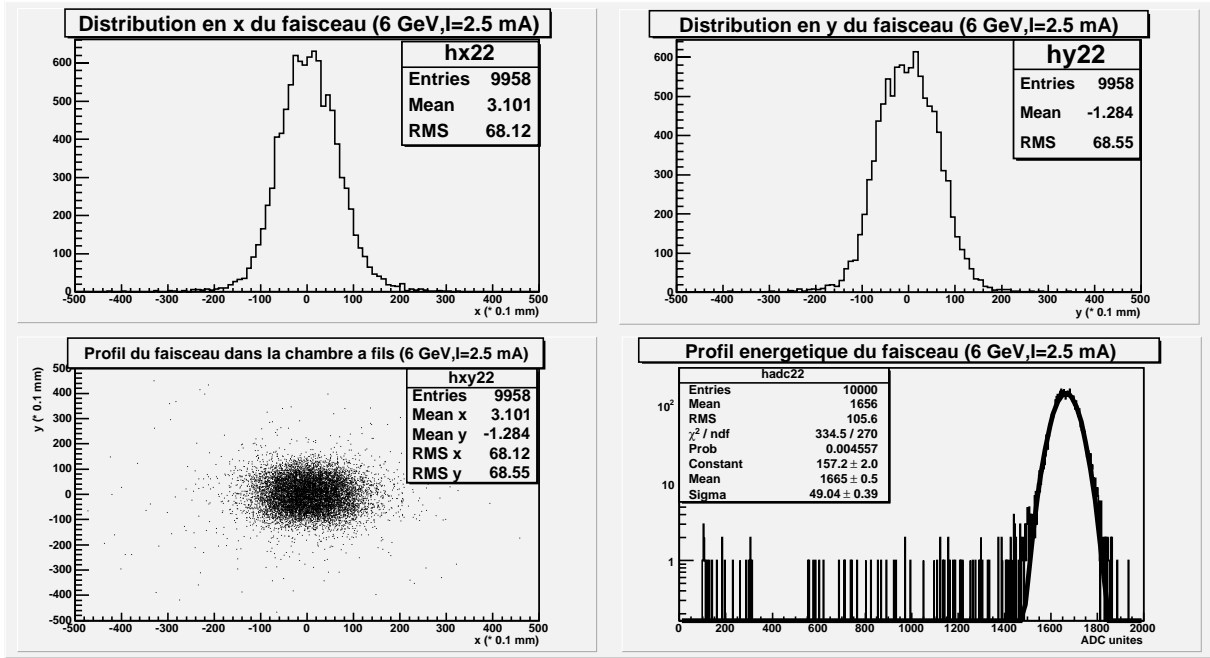 Distribution en x du faisceau (6 GeV,I=2.5 mA)
hx22
Entries 9958
Mean 3.101
RMS 68.12
600
500
400
300
200
100
0
-500 -400 -300 -200 -100 0 100 200 300 400 500
x (* 0.1 mm)
Distribution en y du faisceau (6 GeV,I=2.5 mA)
hy22
Entries 9958
Mean -1.284
RMS 68.55
600
500
400
300
200
100
0
-500 -400 -300 -200 -100 0 100 200 300 400 500
y (* 0.1 mm)
Profil du faisceau dans la chambre a fils (6 GeV,I=2.5 mA)
hxy22
Entries 9958
Mean x 3.101
Mean y -1.284
RMS x 68.12
RMS y 68.55
y (* 0.1 mm)
500
400
300
200
100
0
-100
-200
-300
-400
-500
-500 -400 -300 -200 -100 0 100 200 300 400 500
x (* 0.1 mm)
Profil energetique du faisceau (6 GeV,I=2.5 mA)
hadc22
Entries 10000
Mean 1656
RMS 105.6
χ² / ndf 334.5 / 270
Prob 0.004557
Constant 157.2 ± 2.0
Mean 1665 ± 0.5
Sigma 49.04 ± 0.39
10²
10
1
0 200 400 600 800 1000 1200 1400 1600 1800 2000
ADC unites